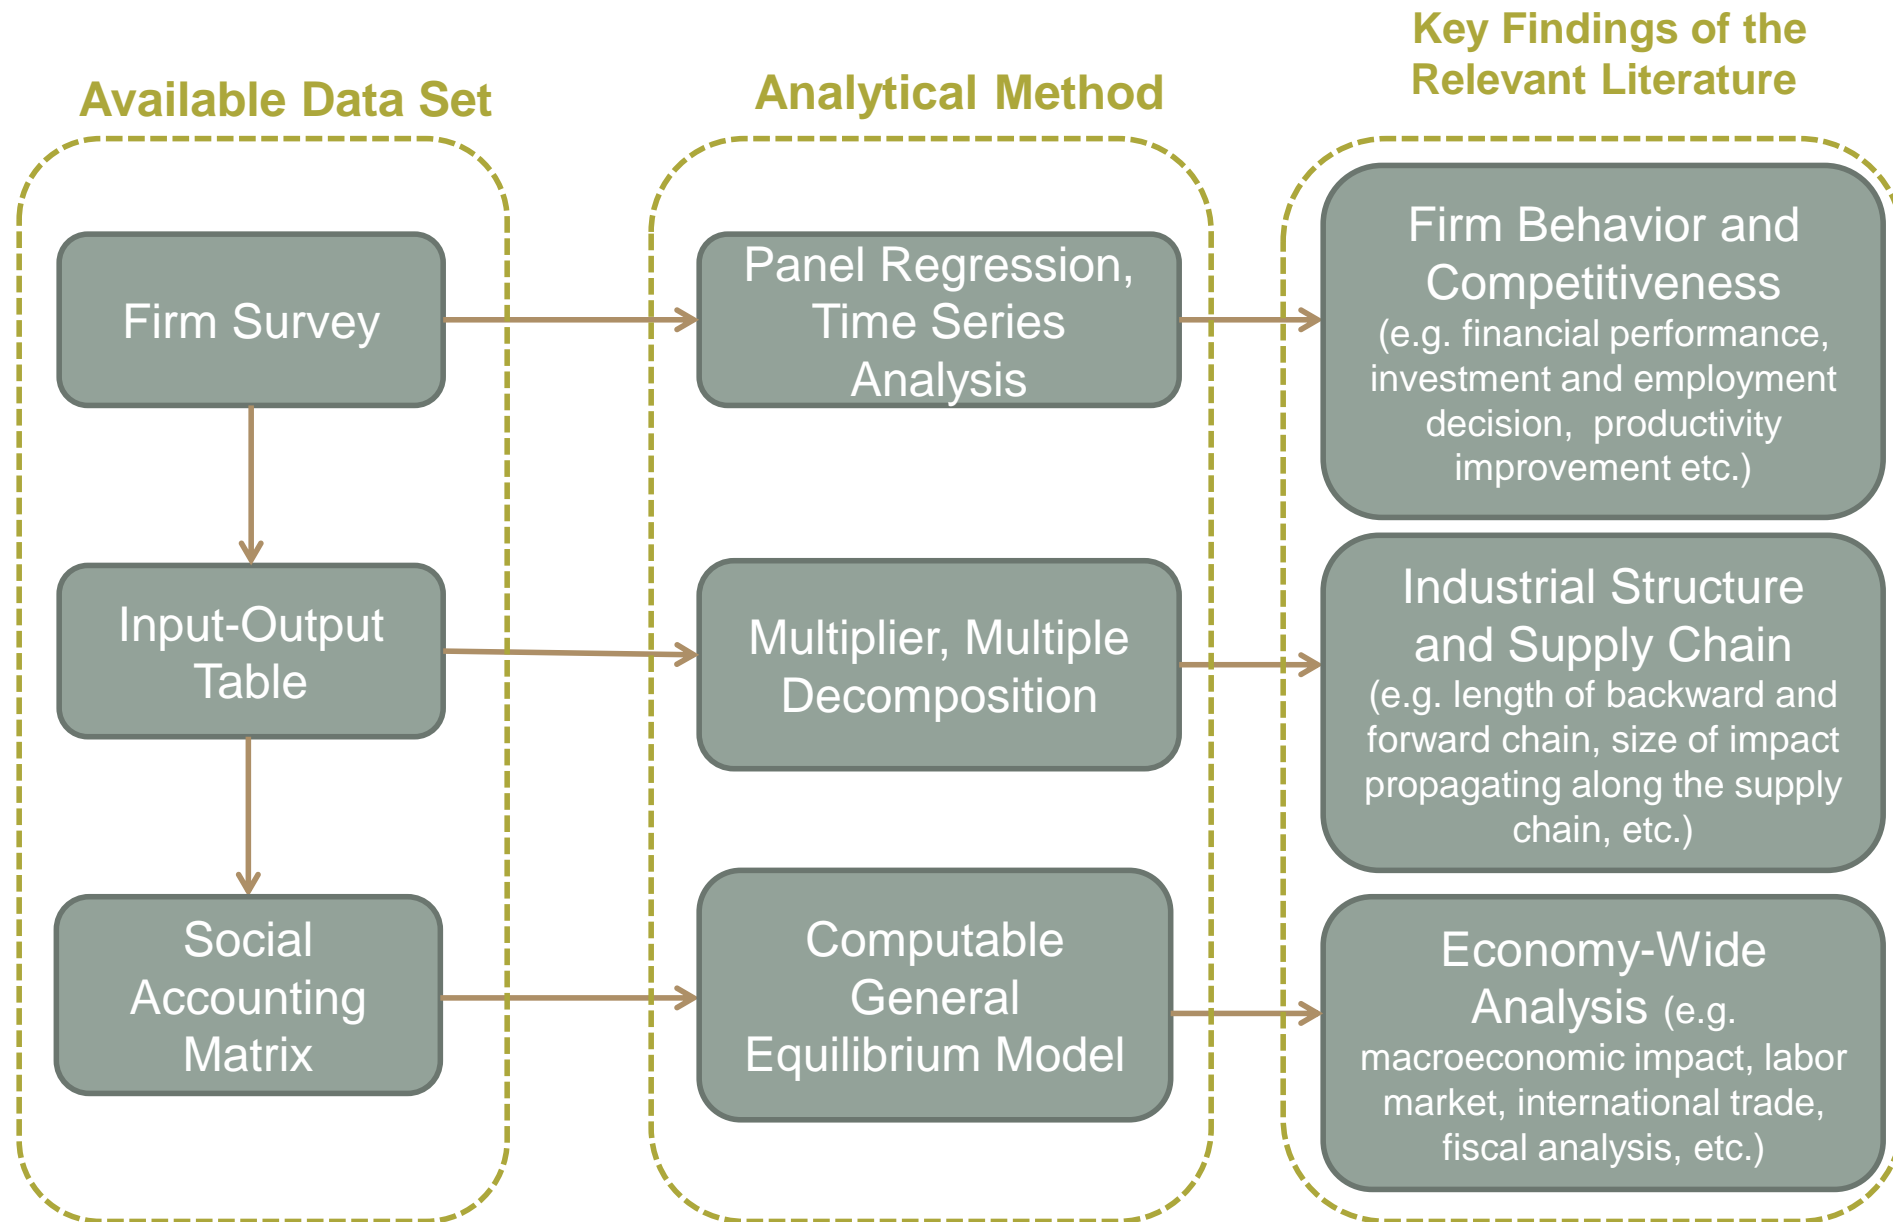 Available Data Set
Firm Survey
Input-Output
Table
Social
Accounting
Matrix
Analytical Method
Panel Regression,
Time Series
Analysis
Multiplier, Multiple
Decomposition
Computable
General
Equilibrium Model
Key Findings of the
Relevant Literature
Firm Behavior and
Competitiveness
(e.g. financial performance,
investment and employment
decision, productivity
improvement etc.)
Industrial Structure
and Supply Chain
(e.g. length of backward and
forward chain, size of impact
propagating along the supply
chain, etc.)
Economy-Wide
Analysis (e.g.
macroeconomic impact, labor
market, international trade,
fiscal analysis, etc.)